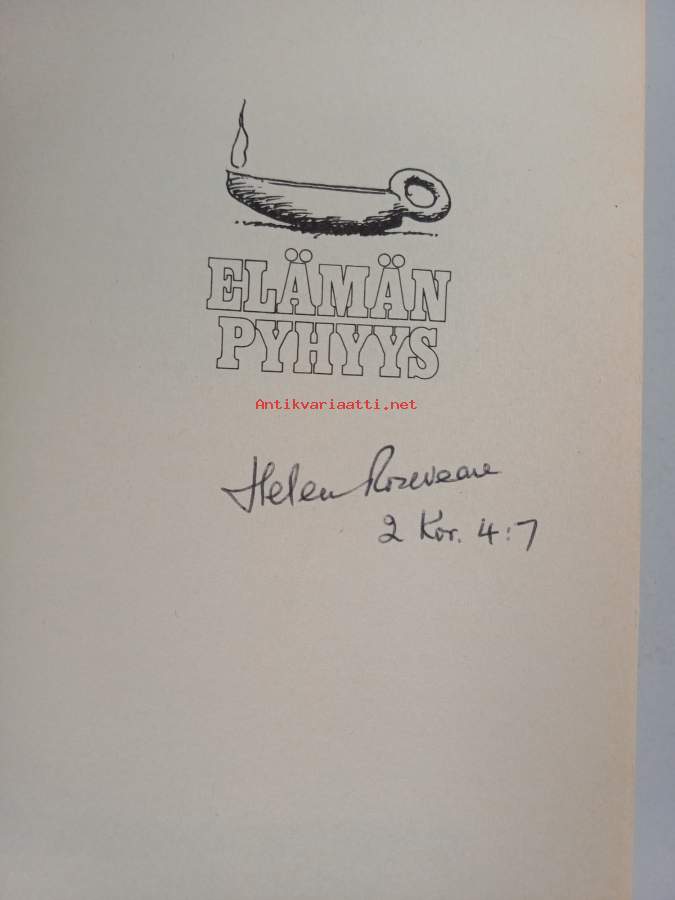 ELÄMÄN
PYHYYS
Antikvariaatti.net
Helen Roseveare
2 Kor. 4:7